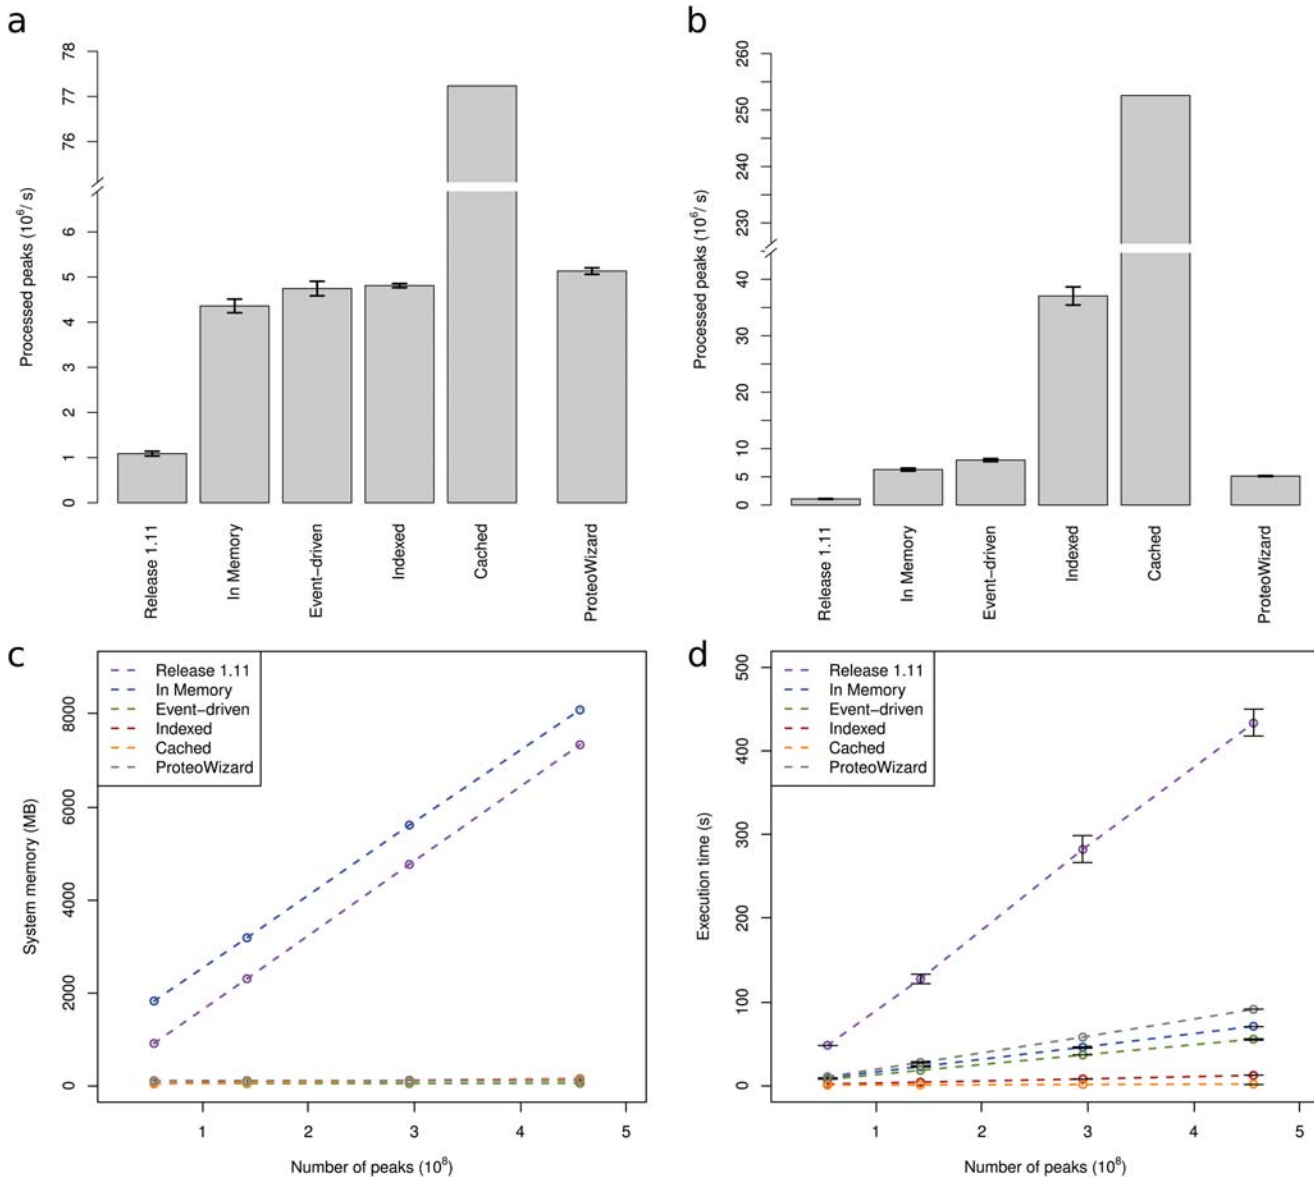 a
Processed peaks (10⁶/ s)
78
77
76
6
5
4
3
2
1
0
Release 1.11
In Memory
Event–driven
Indexed
Cached
ProteoWizard
b
Processed peaks (10⁶/ s)
260
250
240
230
40
30
20
10
5
0
Release 1.11
In Memory
Event–driven
Indexed
Cached
ProteoWizard
c
Release 1.11
In Memory
Event–driven
Indexed
Cached
ProteoWizard
System memory (MB)
8000
6000
4000
2000
0
1 2 3 4 5
Number of peaks (10⁸)
d
Release 1.11
In Memory
Event–driven
Indexed
Cached
ProteoWizard
Execution time (s)
500
400
300
200
100
0
1 2 3 4 5
Number of peaks (10⁸)